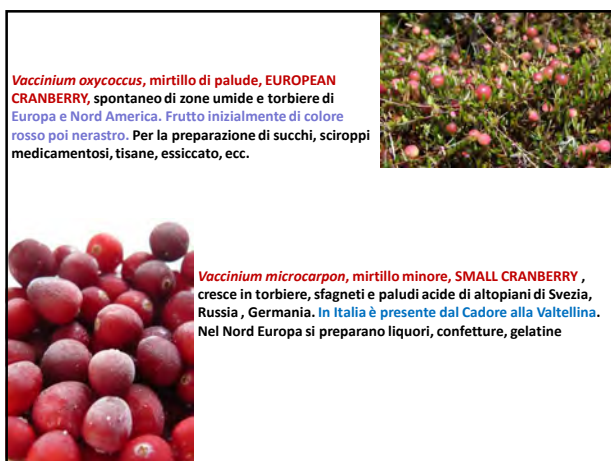 Vaccinium oxycoccus, mirtillo di palude, EUROPEAN
CRANBERRY, spontaneo di zone umide e torbiere di
Europa e Nord America. Frutto inizialmente di colore
rosso poi nerastro. Per la preparazione di succhi, sciroppi
medicamentosi, tisane, essiccato, ecc.
Vaccinium microcarpon, mirtillo minore, SMALL CRANBERRY ,
cresce in torbiere, sfagneti e paludi acide di altopiani di Svezia,
Russia , Germania. In Italia è presente dal Cadore alla Valtellina.
Nel Nord Europa si preparano liquori, confetture, gelatine